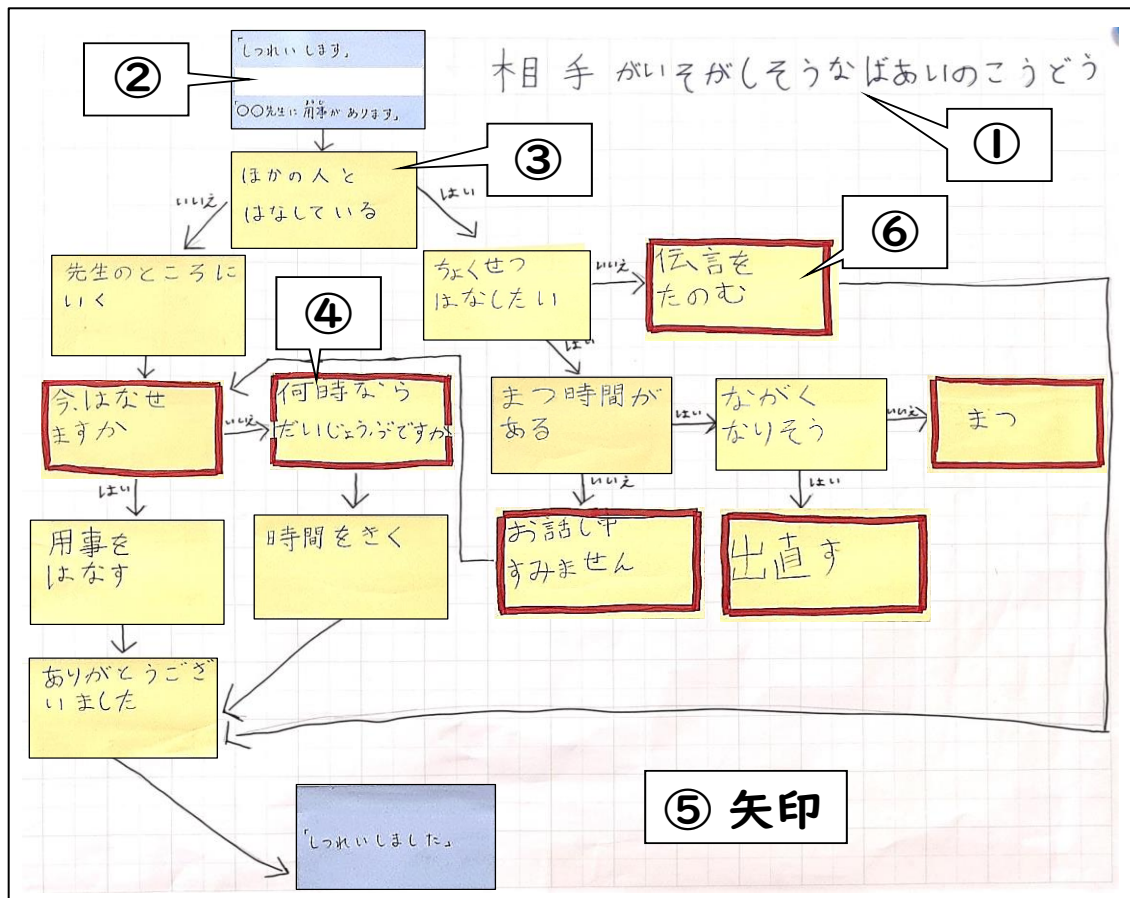 相手がいそがしそうなばあいのこうどう
①
②
「しつれいします」
「○○先生に用事があります」
③
ほかの人と
はなしている
いいえ
はい
先生のところに
いく
ちょくせつ
はなしたい
いいえ
⑥
伝言を
たのむ
はい
④
今、はなせ
ますか
いいえ
何時なら
だいじょうぶですか
まつ時間が
ある
はい
ながく
なりそう
いいえ
まつ
はい
いいえ
はい
用事を
はなす
時間をきく
お話し中
すみません
出直す
ありがとうござ
いました
⑤ 矢印
「しつれいしました」